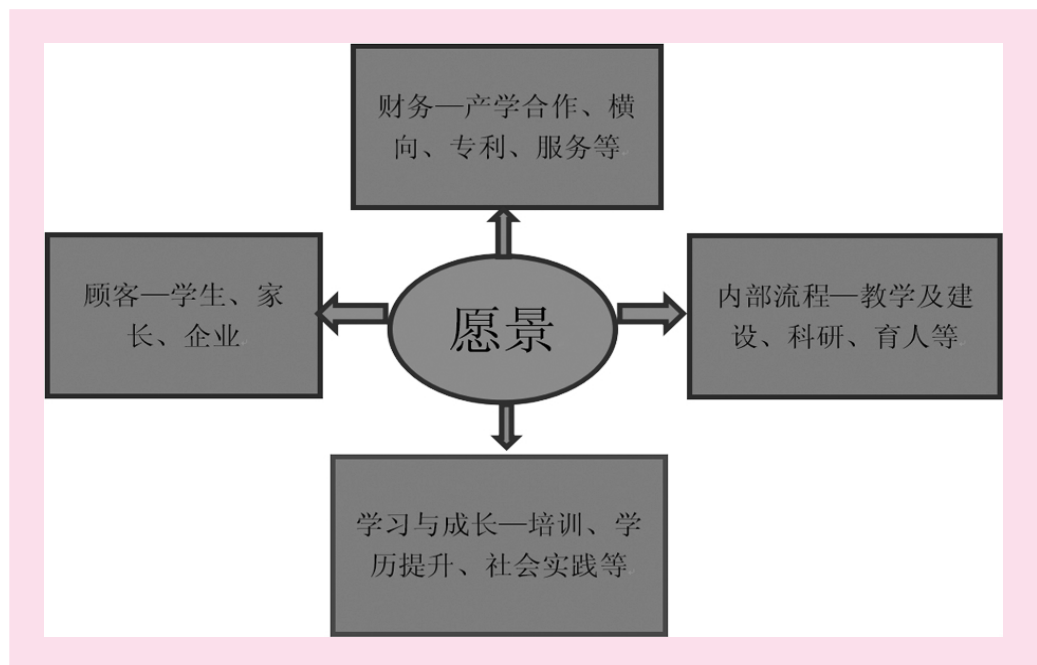 财务—产学合作、横
向、专利、服务等
顾客—学生、家
长、企业
愿景
内部流程—教学及建
设、科研、育人等
学习与成长—培训、学
历提升、社会实践等